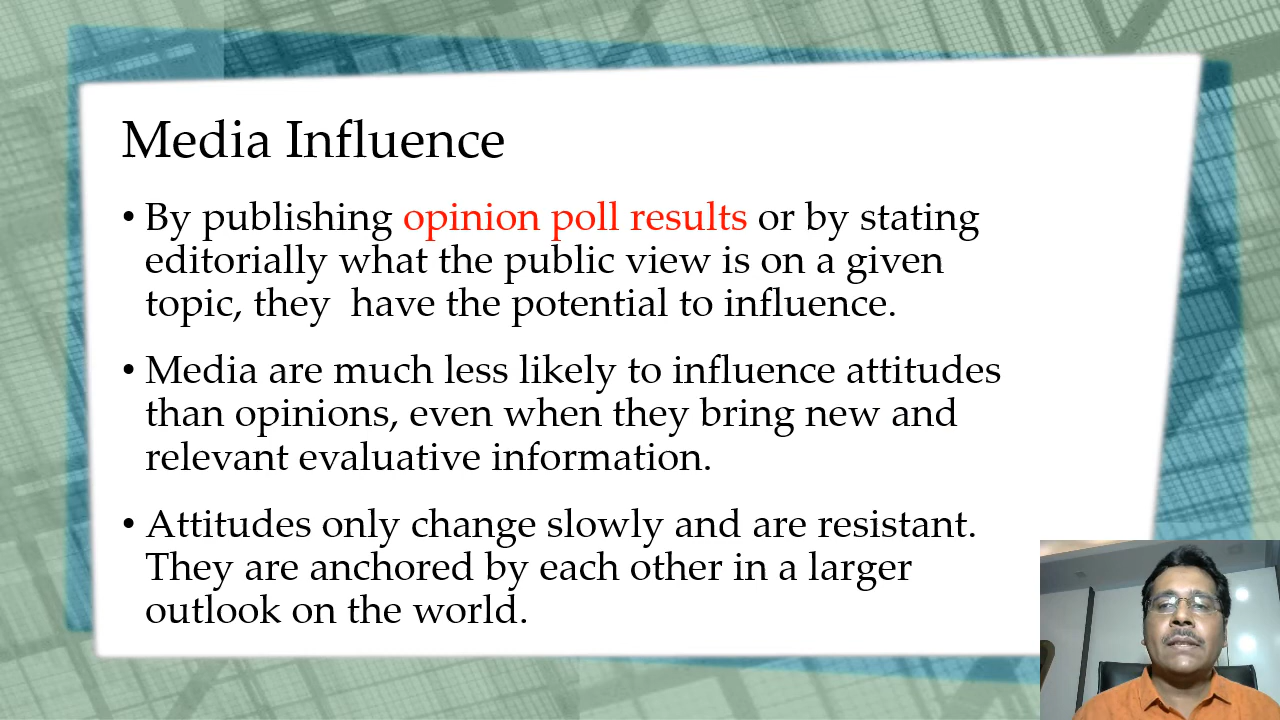 Media Influence
• By publishing opinion poll results or by stating
editorially what the public view is on a given
topic, they  have the potential to influence.
• Media are much less likely to influence attitudes
than opinions, even when they bring new and
relevant evaluative information.
• Attitudes only change slowly and are resistant.
They are anchored by each other in a larger
outlook on the world.